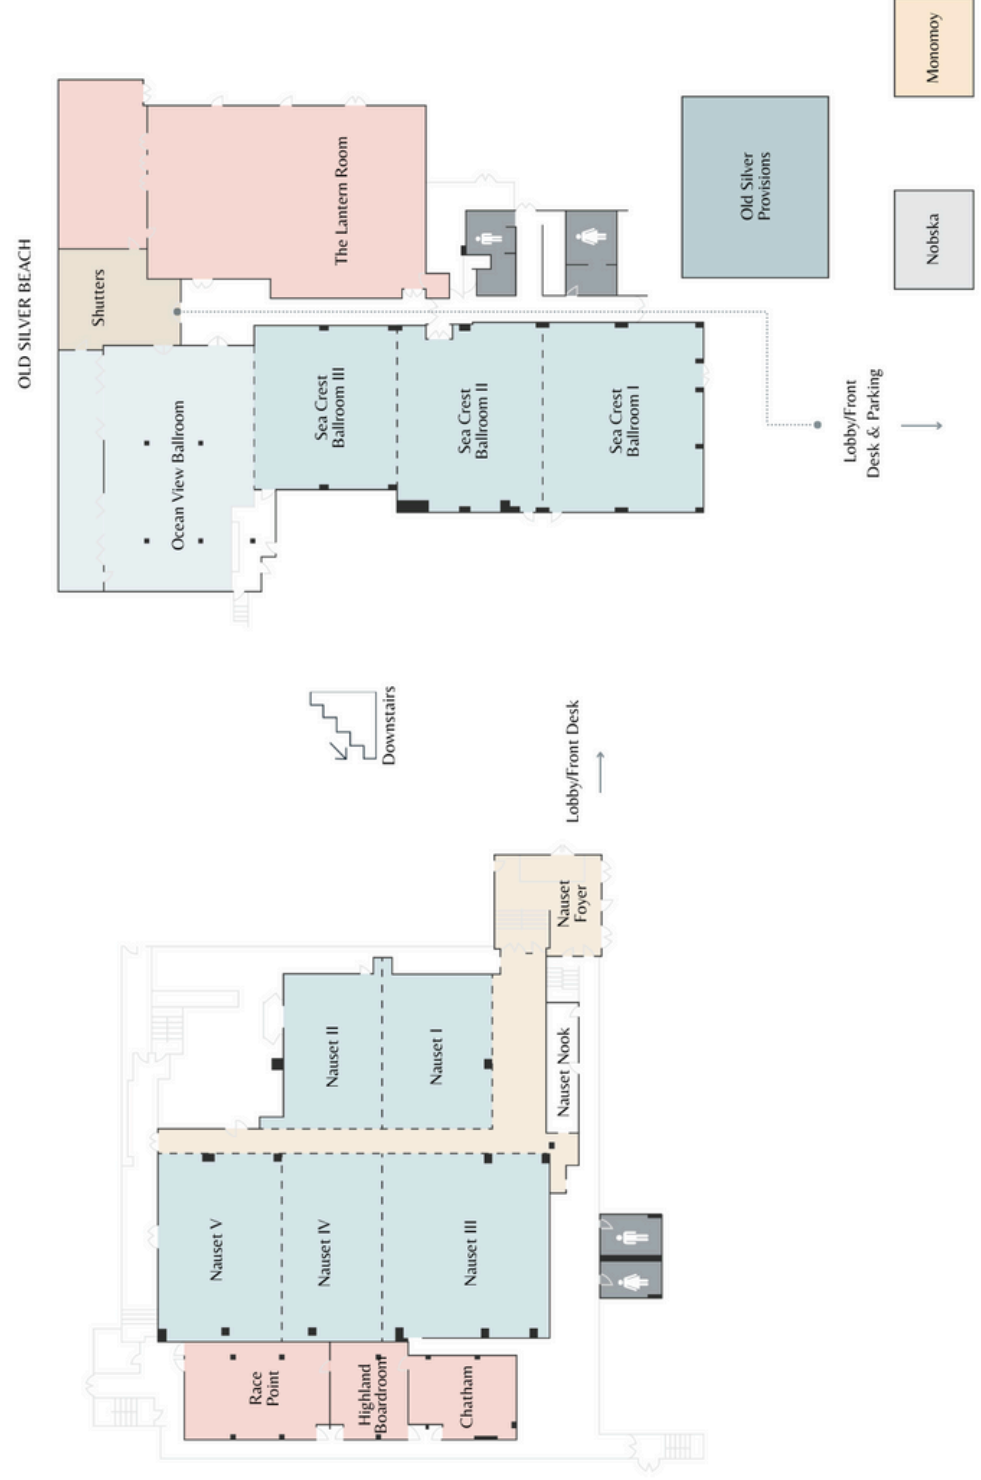 OLD SILVER BEACH
Shutters
The Lantern Room
Ocean View Ballroom
Sea Crest
Ballroom III
Sea Crest
Ballroom II
Sea Crest
Ballroom I
Old Silver
Provisions
Monomoy
Nobska
Lobby/Front
Desk & Parking
Downstairs
Lobby/Front Desk
Nauset
Foyer
Nauset II
Nauset I
Nauset Nook
Nauset V
Nauset IV
Nauset III
Race
Point
Highland
Boardroom
Chatham